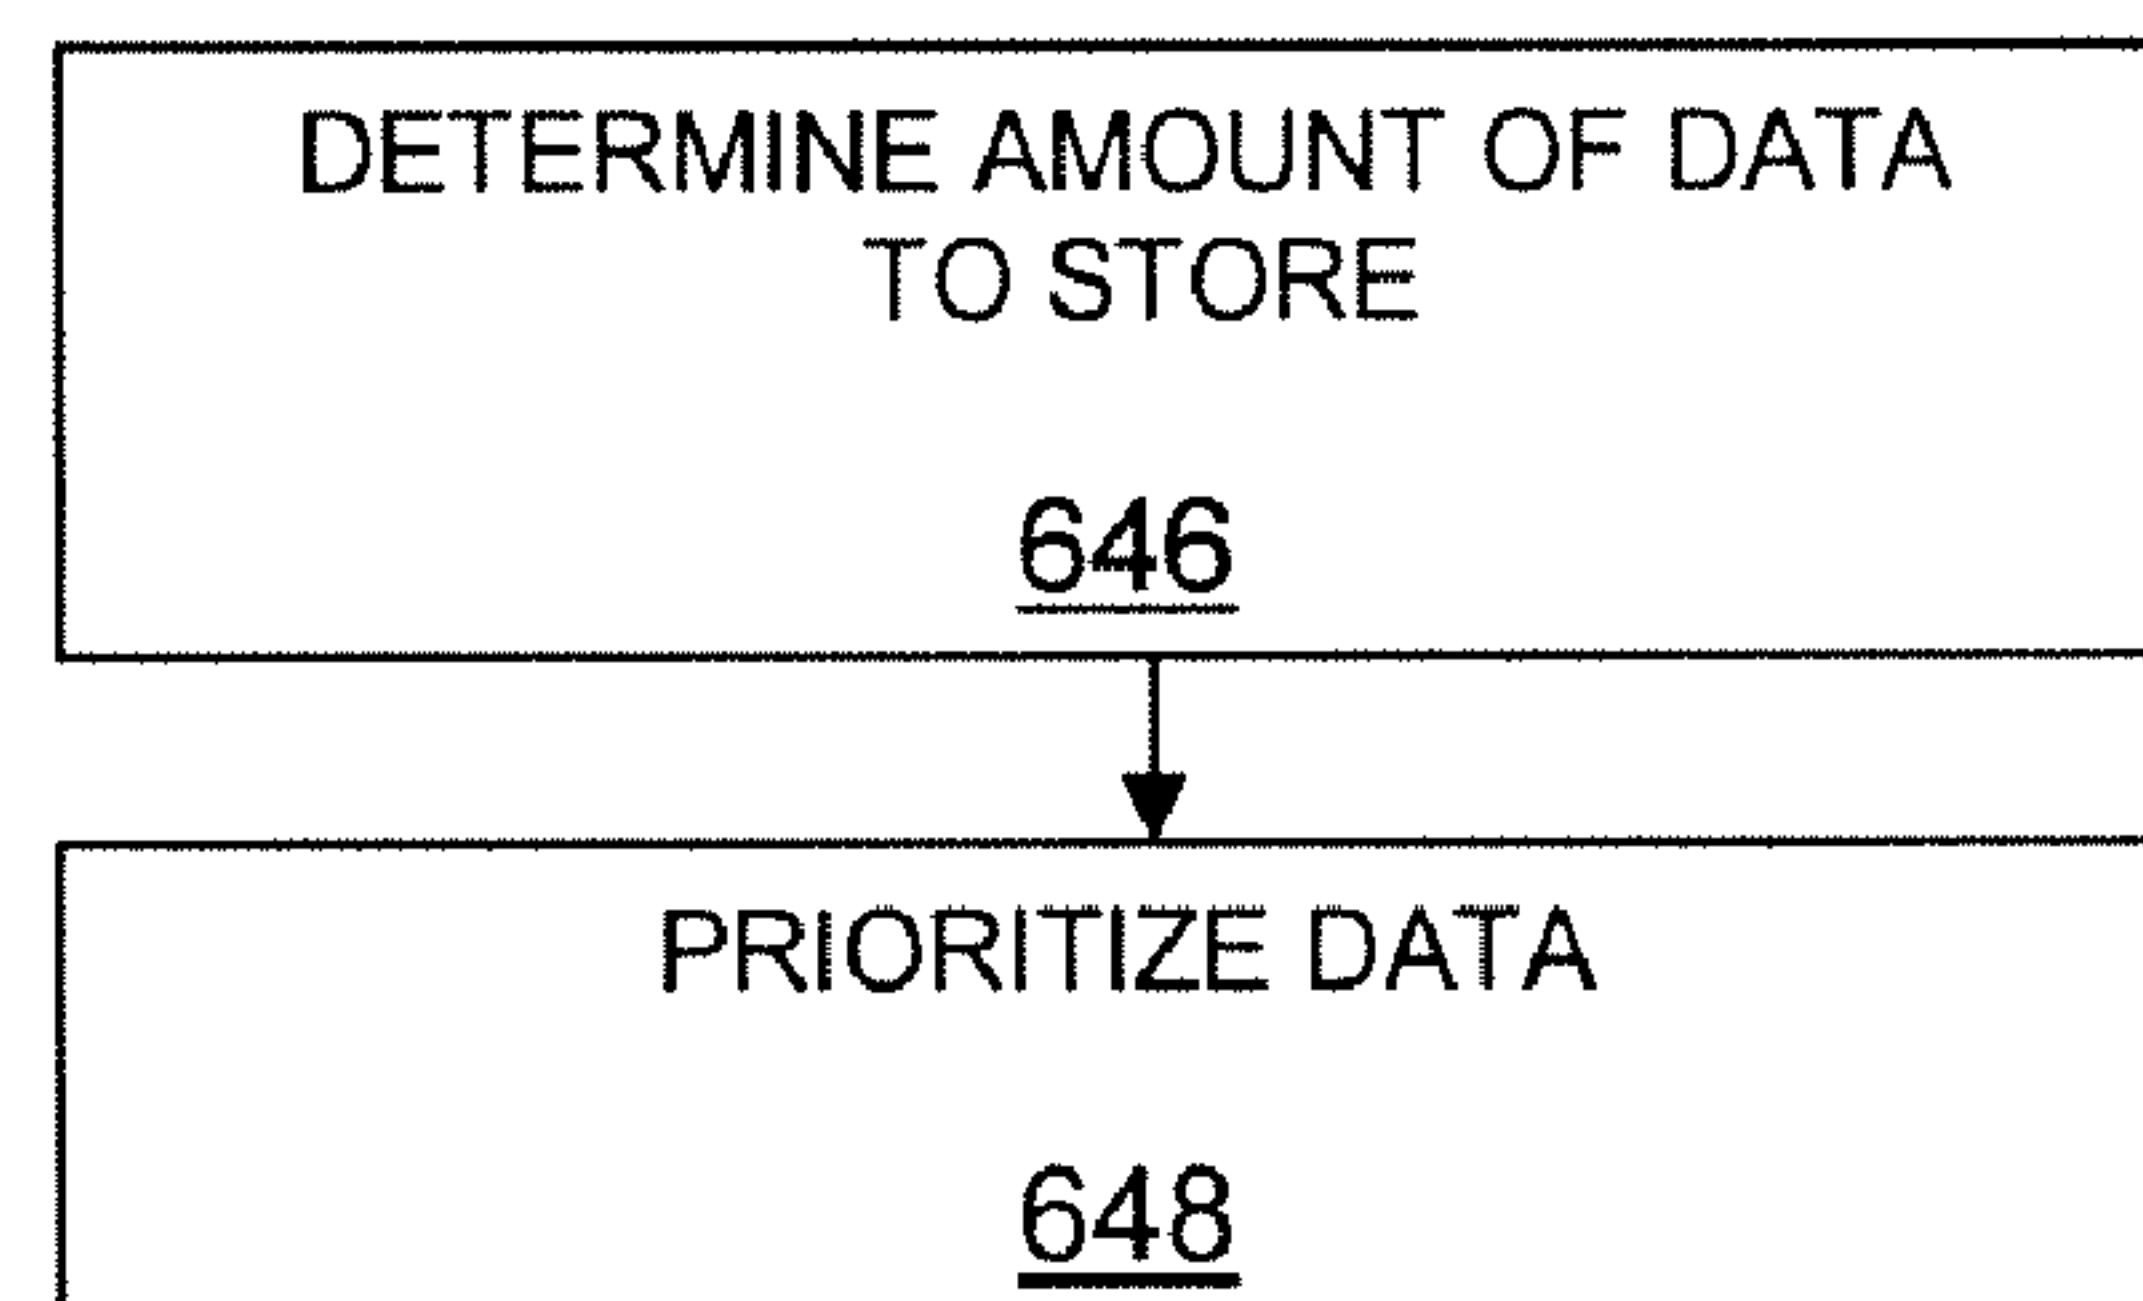 DETERMINE AMOUNT OF DATA
TO STORE
646
PRIORITIZE DATA
648